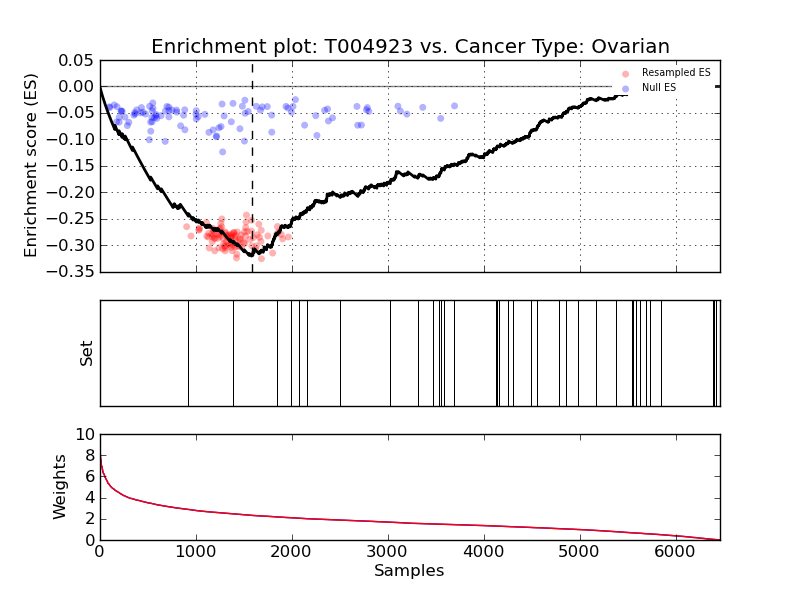 Enrichment plot: T004923 vs. Cancer Type: Ovarian
Enrichment score (ES)
0.05
0.00
−0.05
−0.10
−0.15
−0.20
−0.25
−0.30
−0.35
Resampled ES
Null ES
Set
Weights
10
8
6
4
2
0
0 1000 2000 3000 4000 5000 6000
Samples